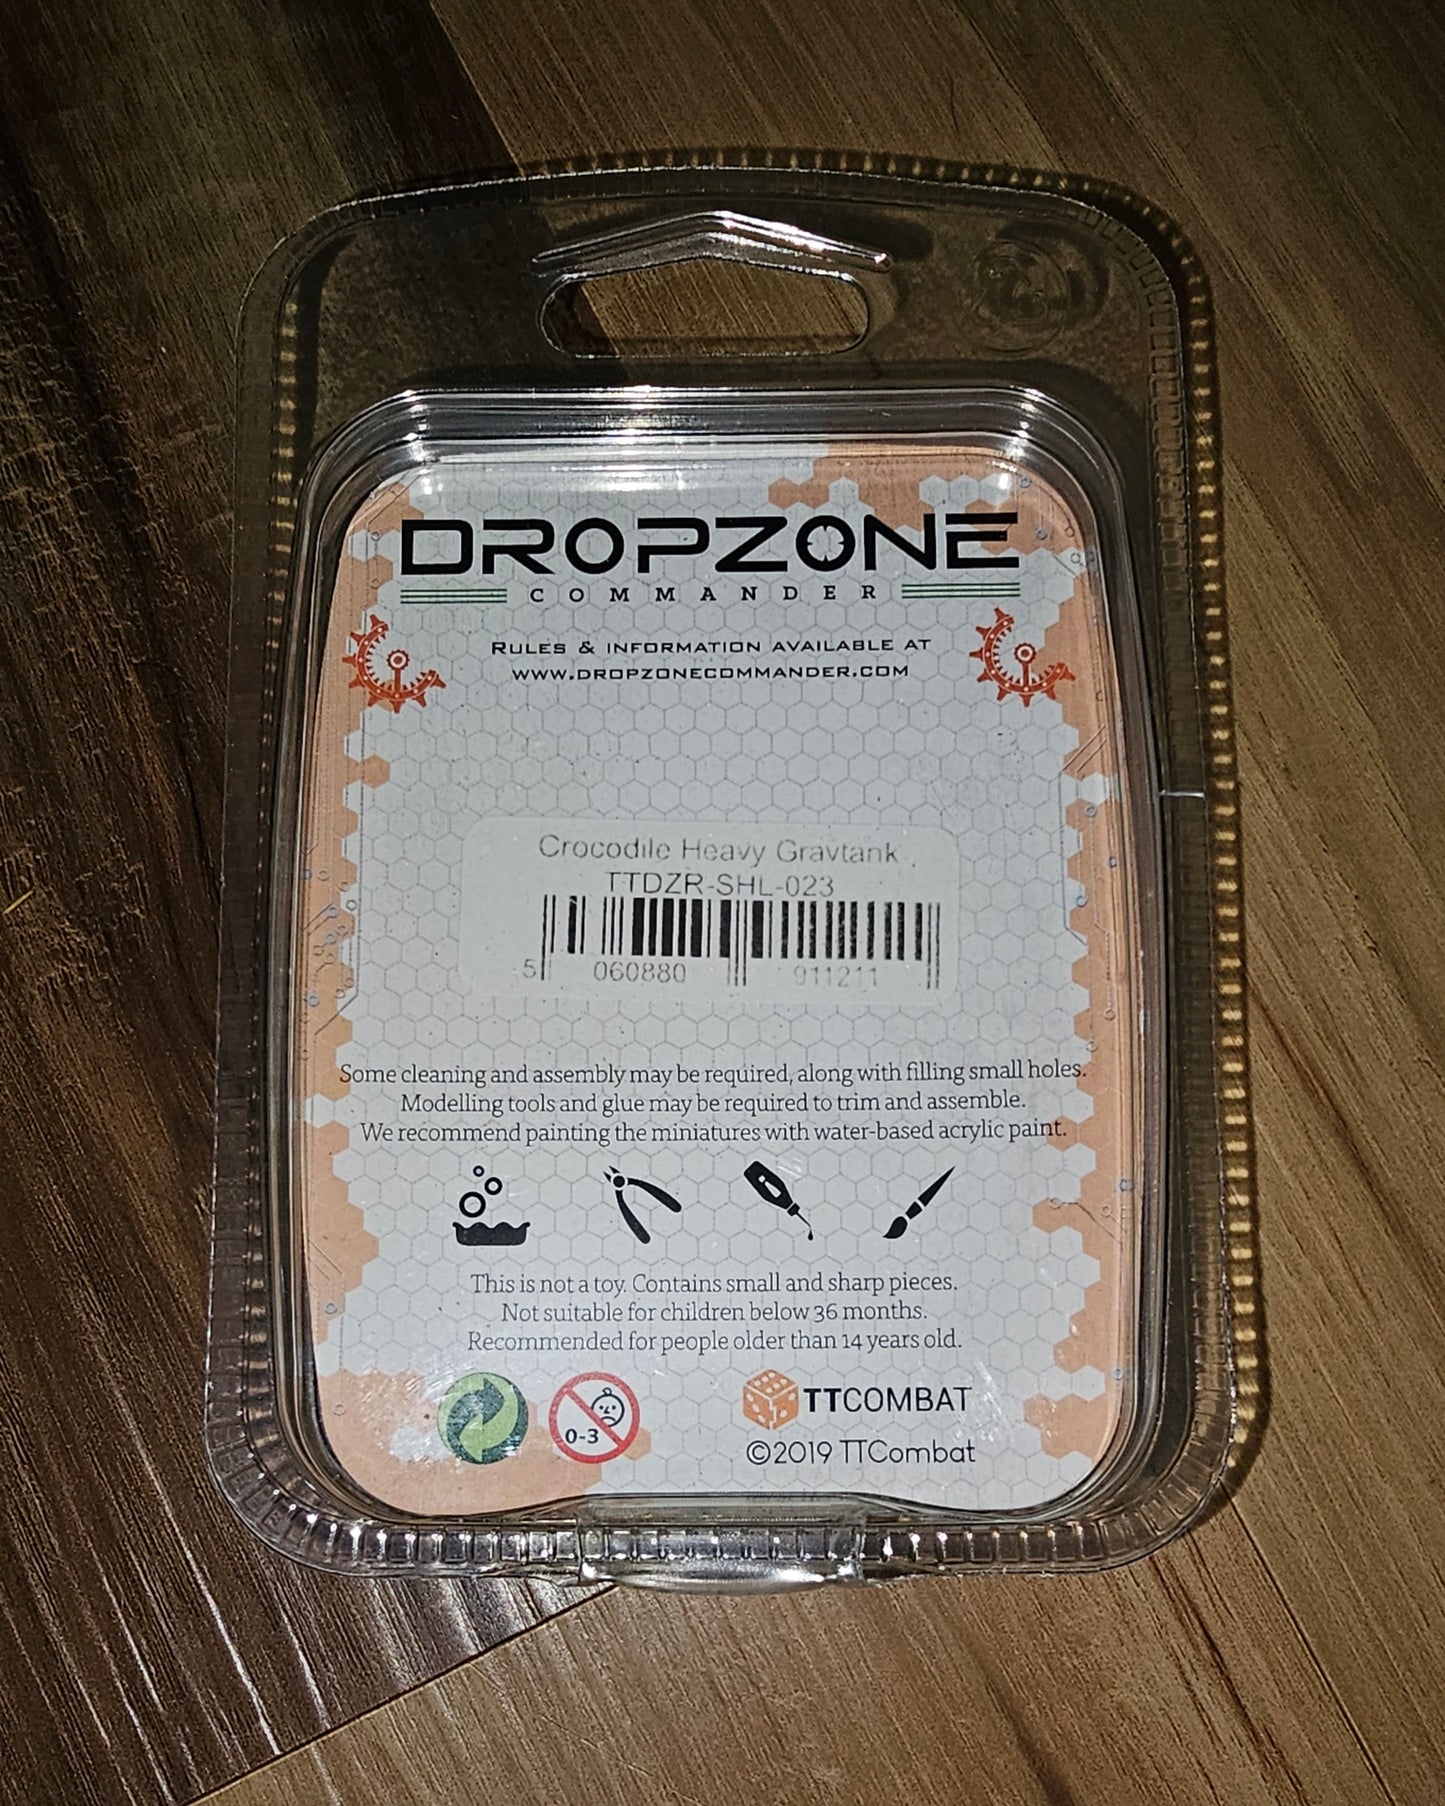 DROPZONE
COMMANDER
RULES & INFORMATION AVAILABLE AT
WWW.DROPZONECOMMANDER.COM
Crocodile Heavy Gravtank
TTDZR-SHL-023
5 060880 911211
Some cleaning and assembly may be required, along with filling small holes.
Modelling tools and glue may be required to trim and assemble.
We recommend painting the miniatures with water-based acrylic paint.
This is not a toy. Contains small and sharp pieces.
Not suitable for children below 36 months.
Recommended for people older than 14 years old.
0-3
TTCOMBAT
©2019 TTCombat